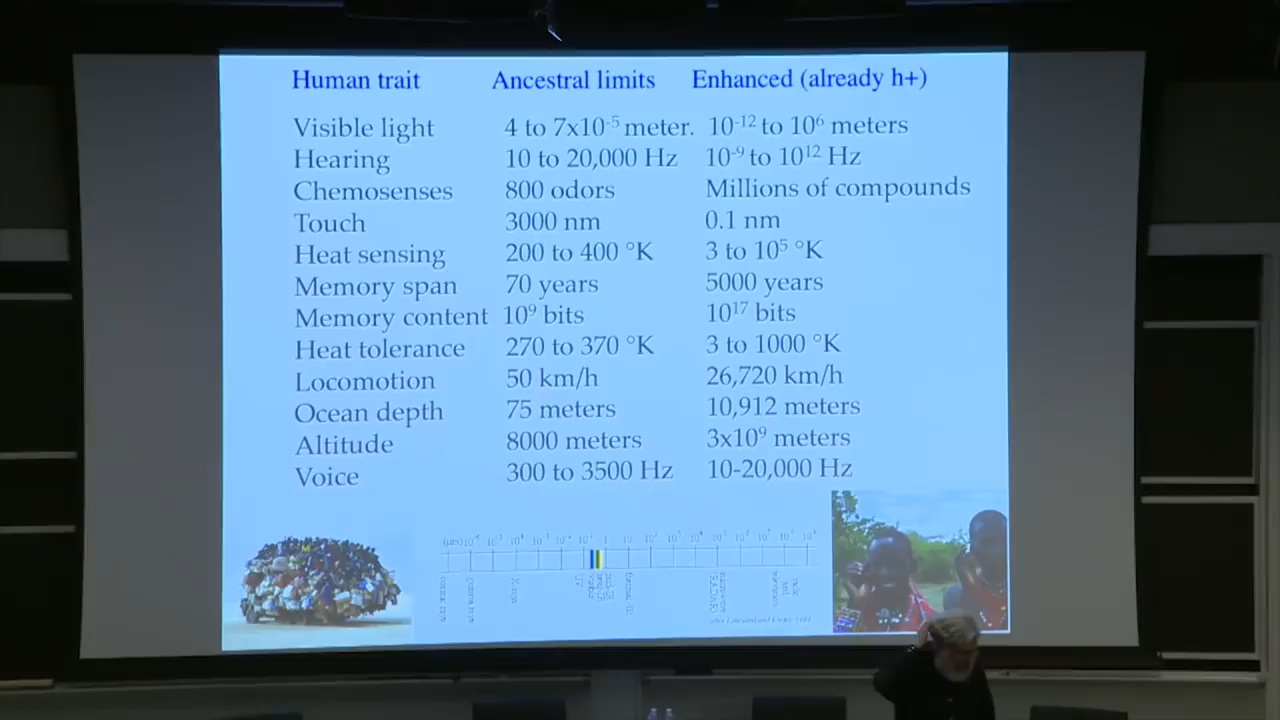 Human trait Ancestral limits Enhanced (already h+)
Visible light 4 to 7x10⁻⁵ meter. 10⁻¹² to 10⁶ meters
Hearing 10 to 20,000 Hz 10⁻⁹ to 10¹² Hz
Chemosenses 800 odors Millions of compounds
Touch 3000 nm 0.1 nm
Heat sensing 200 to 400 °K 3 to 10⁵ °K
Memory span 70 years 5000 years
Memory content 10⁹ bits 10¹⁷ bits
Heat tolerance 270 to 370 °K 3 to 1000 °K
Locomotion 50 km/h 26,720 km/h
Ocean depth 75 meters 10,912 meters
Altitude 8000 meters 3x10⁹ meters
Voice 300 to 3500 Hz 10-20,000 Hz